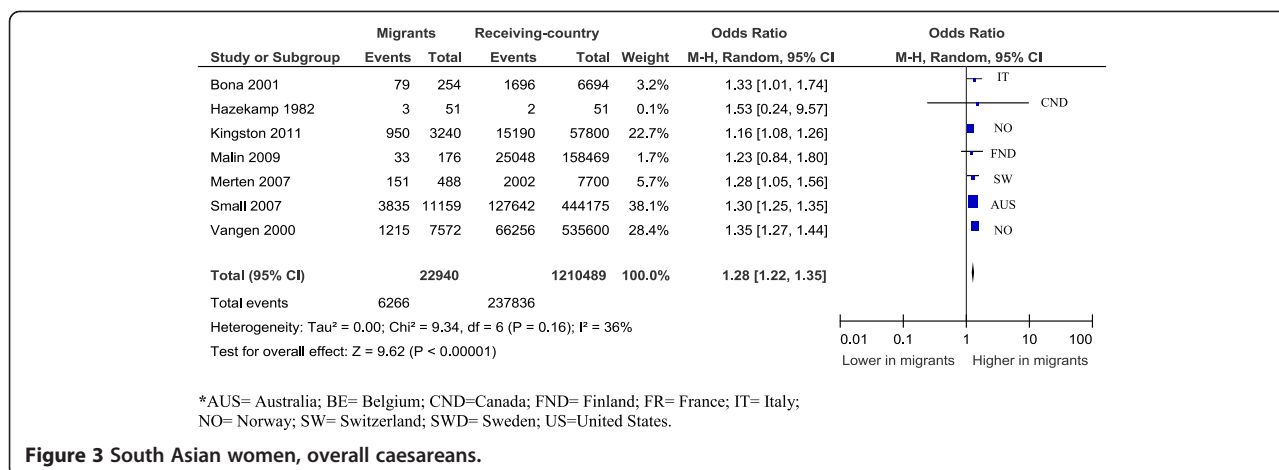 Migrants Receiving-country Odds Ratio Odds Ratio
Study or Subgroup Events Total Events Total Weight M-H, Random, 95% CI M-H, Random, 95% CI
Bona 2001 79 254 1696 6694 3.2% 1.33 [1.01, 1.74] IT
Hazekamp 1982 3 51 2 51 0.1% 1.53 [0.24, 9.57] CND
Kingston 2011 950 3240 15190 57800 22.7% 1.16 [1.08, 1.26] NO
Malin 2009 33 176 25048 158469 1.7% 1.23 [0.84, 1.80] FND
Merten 2007 151 488 2002 7700 5.7% 1.28 [1.05, 1.56] SW
Small 2007 3835 11159 127642 444175 38.1% 1.30 [1.25, 1.35] AUS
Vangen 2000 1215 7572 66256 535600 28.4% 1.35 [1.27, 1.44] NO
Total (95% CI) 22940 1210489 100.0% 1.28 [1.22, 1.35]
Total events 6266 237836
Heterogeneity: Tau² = 0.00; Chi² = 9.34, df = 6 (P = 0.16); I² = 36%
Test for overall effect: Z = 9.62 (P < 0.00001)
0.01 0.1 1 10 100
Lower in migrants Higher in migrants
*AUS= Australia; BE= Belgium; CND=Canada; FND= Finland; FR= France; IT= Italy;
NO= Norway; SW= Switzerland; SWD= Sweden; US=United States.
Figure 3 South Asian women, overall caesareans.